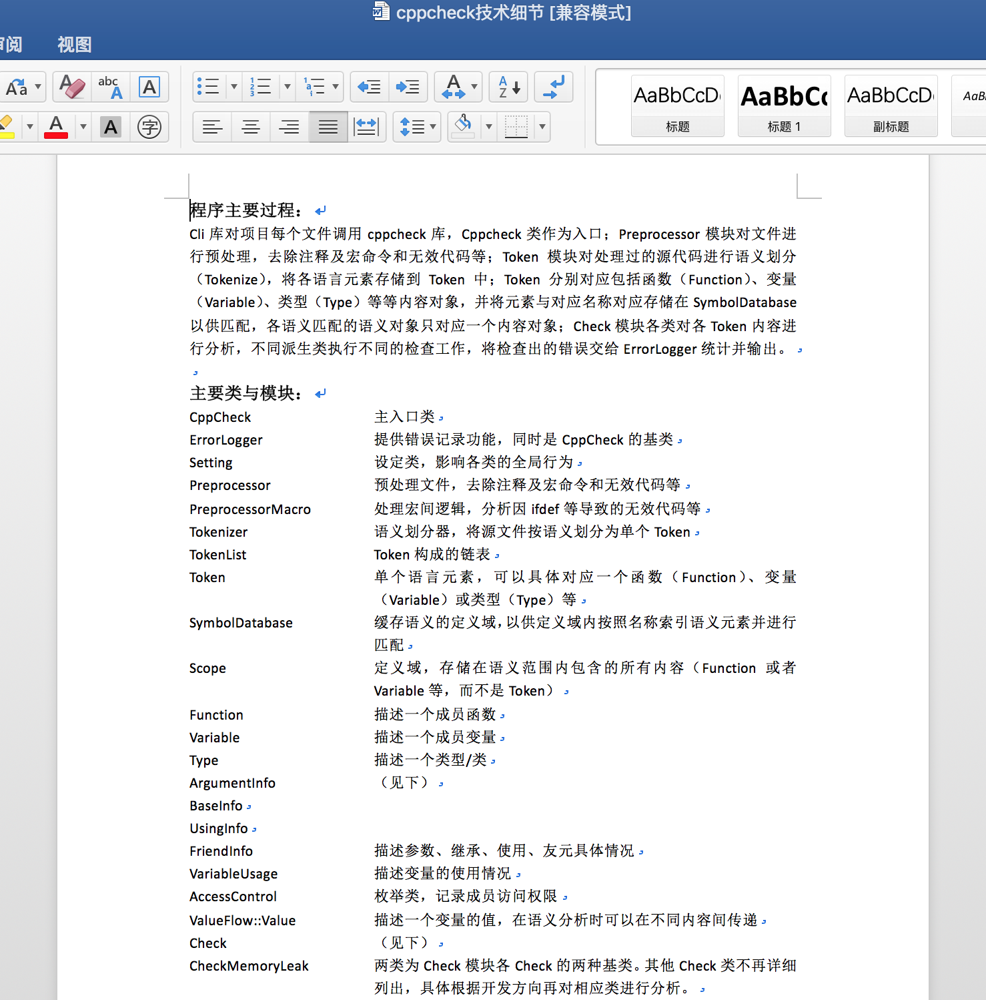 cppcheck技术细节 [兼容模式]
视图
AaBbCcD
标题
AaBbCc
标题 1
AaBbCcD
副标题
程序主要过程：
Cli 库对项目每个文件调用 cppcheck 库，Cppcheck 类作为入口；Preprocessor 模块对文件进
行预处理，去除注释及宏命令和无效代码等；Token 模块对处理过的源代码进行语义划分
（Tokenize），将各语言元素存储到 Token 中；Token 分别对应包括函数（Function）、变量
（Variable）、类型（Type）等等内容对象，并将元素与对应名称对应存储在 SymbolDatabase
以供匹配，各语义匹配的语义对象只对应一个内容对象；Check 模块各类对各 Token 内容进
行分析，不同派生类执行不同的检查工作，将检查出的错误交给 ErrorLogger 统计并输出。
主要类与模块：
CppCheck 主入口类
ErrorLogger 提供错误记录功能，同时是 CppCheck 的基类
Setting 设定类，影响各类的全局行为
Preprocessor 预处理文件，去除注释及宏命令和无效代码等
PreprocessorMacro 处理宏间逻辑，分析因 ifdef 等导致的无效代码等
Tokenizer 语义划分器，将源文件按语义划分为单个 Token
TokenList Token 构成的链表
Token 单个语言元素，可以具体对应一个函数（Function）、变量
（Variable）或类型（Type）等
SymbolDatabase 缓存语义的定义域，以供定义域内按照名称索引语义元素并进行
匹配
Scope 定义域，存储在语义范围内包含的所有内容（Function 或者
Variable 等，而不是 Token）
Function 描述一个成员函数
Variable 描述一个成员变量
Type 描述一个类型/类
ArgumentInfo （见下）
BaseInfo
UsingInfo
FriendInfo 描述参数、继承、使用、友元具体情况
VariableUsage 描述变量的使用情况
AccessControl 枚举类，记录成员访问权限
ValueFlow::Value 描述一个变量的值，在语义分析时可以在不同内容间传递
Check （见下）
CheckMemoryLeak 两类为 Check 模块各 Check 的两种基类。其他 Check 类不再详细
列出，具体根据开发方向再对相应类进行分析。